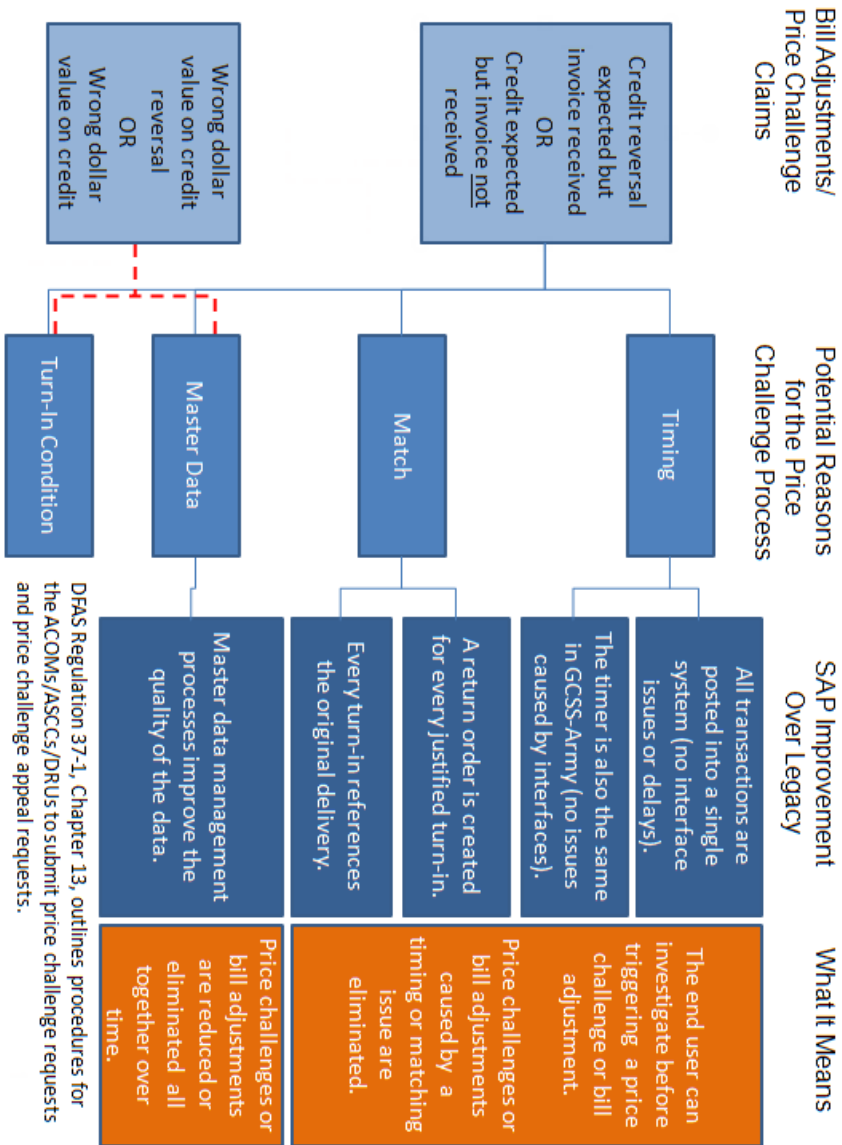 Bill Adjustments/
Price Challenge
Claims
Potential Reasons
for the Price
Challenge Process
SAP Improvement
Over Legacy
What It Means
Credit reversal
expected but
invoice received
OR
Credit expected
but invoice not
received
Wrong dollar
value on credit
reversal
OR
Wrong dollar
value on credit
Timing
Match
Master Data
Turn-In Condition
All transactions are
posted into a single
system (no interface
issues or delays).
The timer is also the same
in GCSS-Army (no issues
caused by interfaces).
A return order is created
for every justified turn-in.
Every turn-in references
the original delivery.
Master data management
processes improve the
quality of the data.
The end user can
investigate before
triggering a price
challenge or bill
adjustment.
Price challenges or
bill adjustments
caused by a
timing or matching
issue are
eliminated.
Price challenges or
bill adjustments
are reduced or
eliminated all
together over
time.
DFAS Regulation 37-1, Chapter 13, outlines procedures for
the ACOMs/ASCCs/DRUs to submit price challenge requests
and price challenge appeal requests.